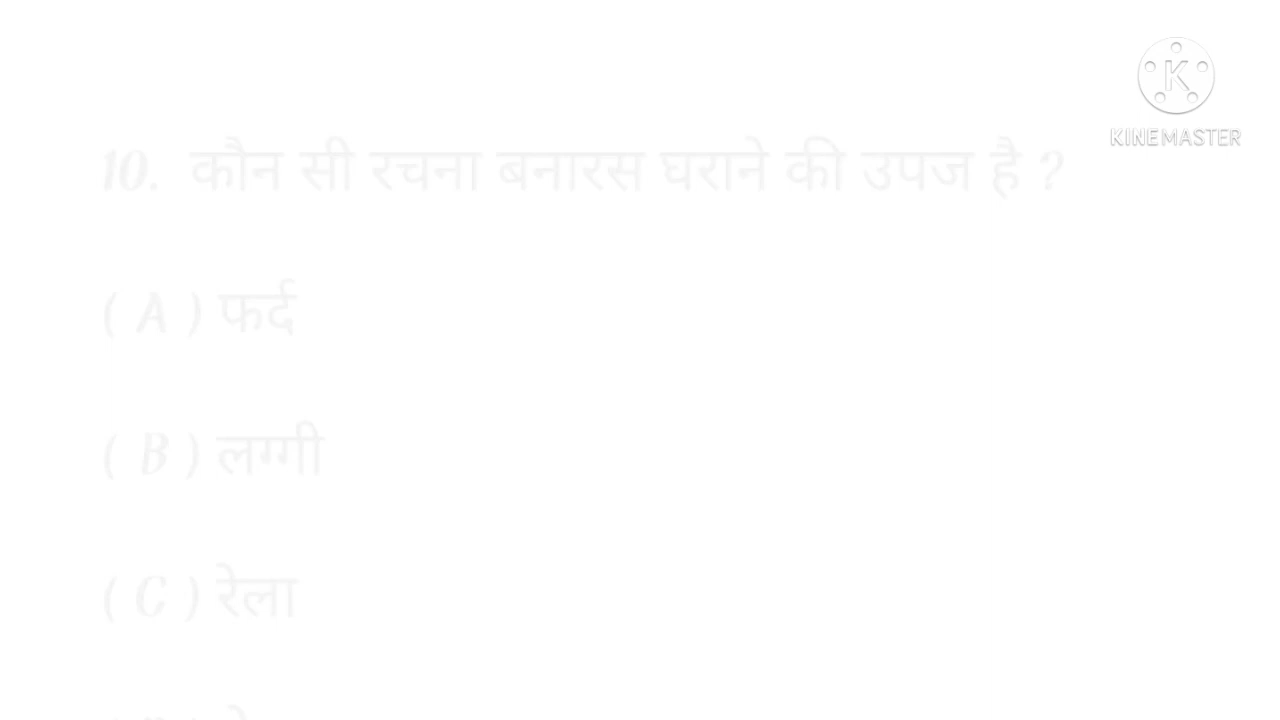 KINEMASTER
10. कौन सी रचना बनारस घराने की उपज है ?
( A ) फर्द
( B ) लग्गी
( C ) रेला